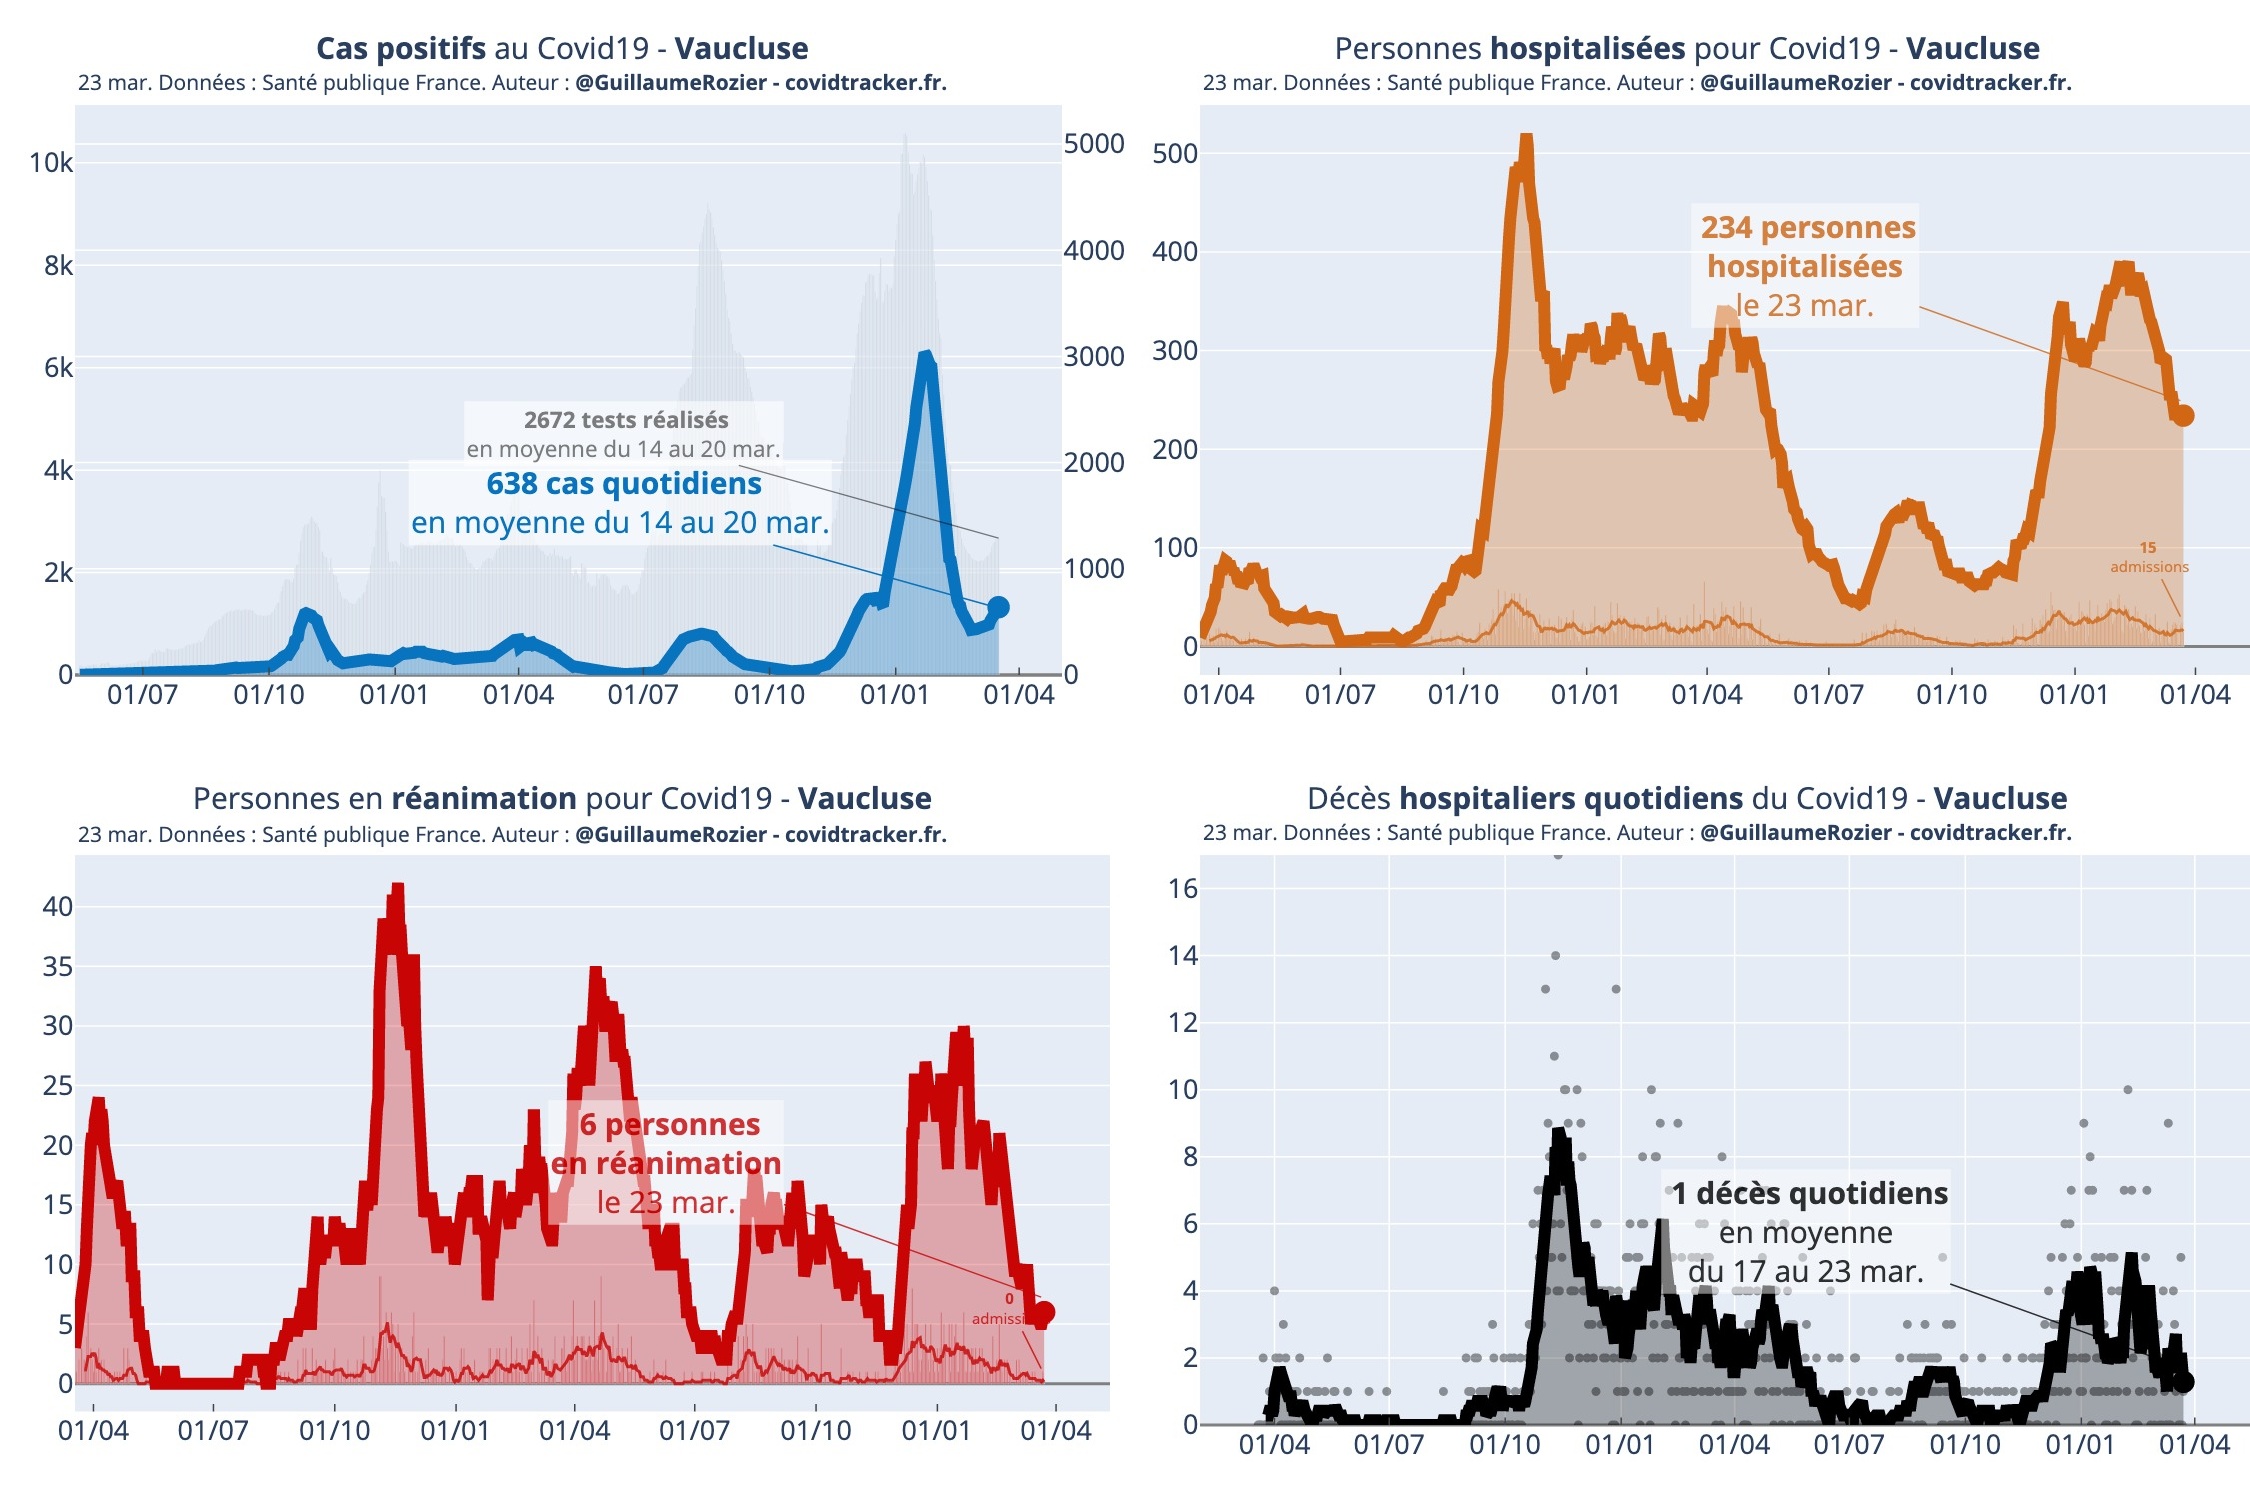 Cas positifs au Covid19 - Vaucluse
23 mar. Données : Santé publique France. Auteur : @GuillaumeRozier - covidtracker.fr.
10k
8k
6k
4k
2k
0
5000
4000
3000
2000
1000
0
2672 tests réalisés
en moyenne du 14 au 20 mar.
638 cas quotidiens
en moyenne du 14 au 20 mar.
01/07 01/10 01/01 01/04 01/07 01/10 01/01 01/04
Personnes hospitalisées pour Covid19 - Vaucluse
23 mar. Données : Santé publique France. Auteur : @GuillaumeRozier - covidtracker.fr.
500
400
300
200
100
0
234 personnes
hospitalisées
le 23 mar.
15
admissions
01/04 01/07 01/10 01/01 01/04 01/07 01/10 01/01 01/04
Personnes en réanimation pour Covid19 - Vaucluse
23 mar. Données : Santé publique France. Auteur : @GuillaumeRozier - covidtracker.fr.
40
35
30
25
20
15
10
5
0
6 personnes
en réanimation
le 23 mar.
0
admissi
01/04 01/07 01/10 01/01 01/04 01/07 01/10 01/01 01/04
Décès hospitaliers quotidiens du Covid19 - Vaucluse
23 mar. Données : Santé publique France. Auteur : @GuillaumeRozier - covidtracker.fr.
16
14
12
10
8
6
4
2
0
1 décès quotidiens
en moyenne
du 17 au 23 mar.
01/04 01/07 01/10 01/01 01/04 01/07 01/10 01/01 01/04